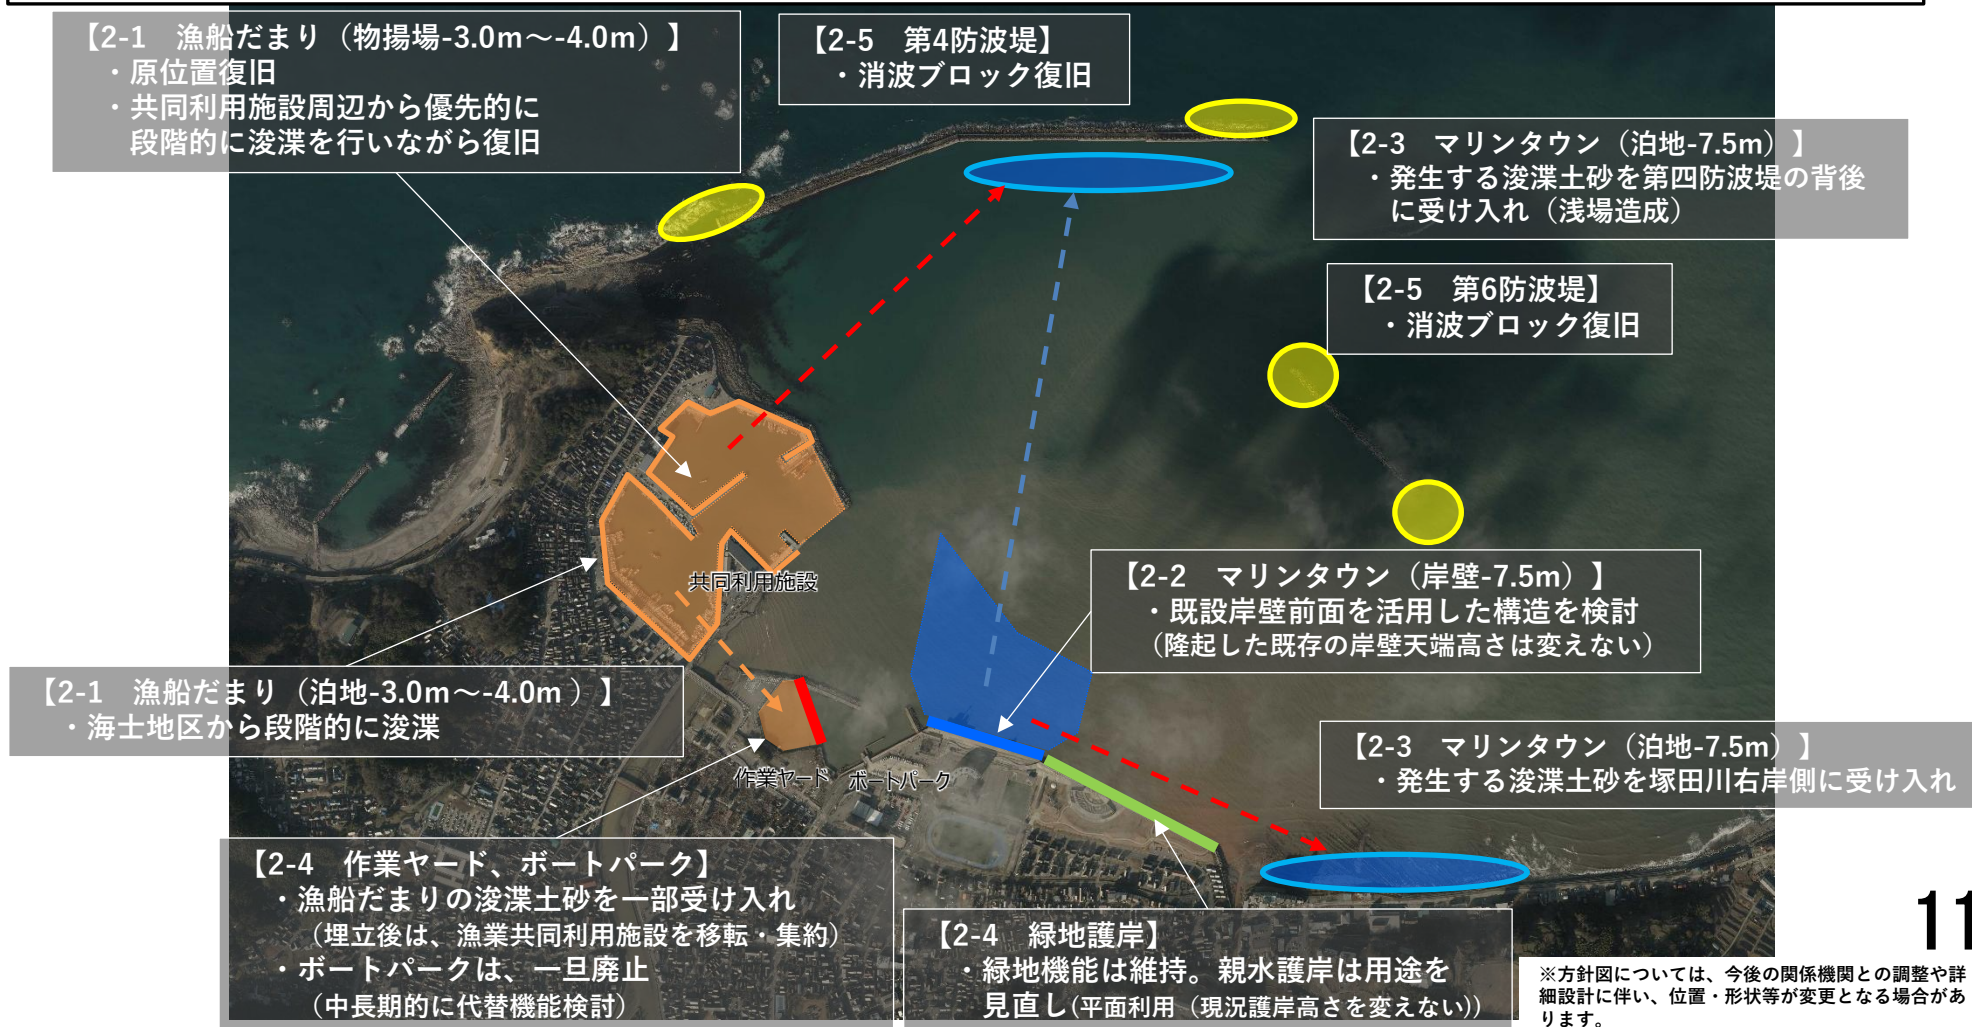 【2-1　漁船だまり（物揚場-3.0m～-4.0m）】
・原位置復旧
・共同利用施設周辺から優先的に
段階的に浚渫を行いながら復旧
【2-5　第4防波堤】
・消波ブロック復旧
【2-3　マリンタウン（泊地-7.5m）】
・発生する浚渫土砂を第四防波堤の背後
に受け入れ（浅場造成）
【2-5　第6防波堤】
・消波ブロック復旧
共同利用施設
【2-2　マリンタウン（岸壁-7.5m）】
・既設岸壁前面を活用した構造を検討
（隆起した既存の岸壁天端高さは変えない）
【2-1　漁船だまり（泊地-3.0m～-4.0m ）】
・海士地区から段階的に浚渫
作業ヤード
ボートパーク
【2-3　マリンタウン（泊地-7.5m）】
・発生する浚渫土砂を塚田川右岸側に受け入れ
【2-4　作業ヤード、ボートパーク】
・漁船だまりの浚渫土砂を一部受け入れ
（埋立後は、漁業共同利用施設を移転・集約）
・ボートパークは、一旦廃止
（中長期的に代替機能検討）
【2-4　緑地護岸】
・緑地機能は維持。親水護岸は用途を
見直し(平面利用（現況護岸高さを変えない））
11
※方針図については、今後の関係機関との調整や詳
細設計に伴い、位置・形状等が変更となる場合があ
ります。